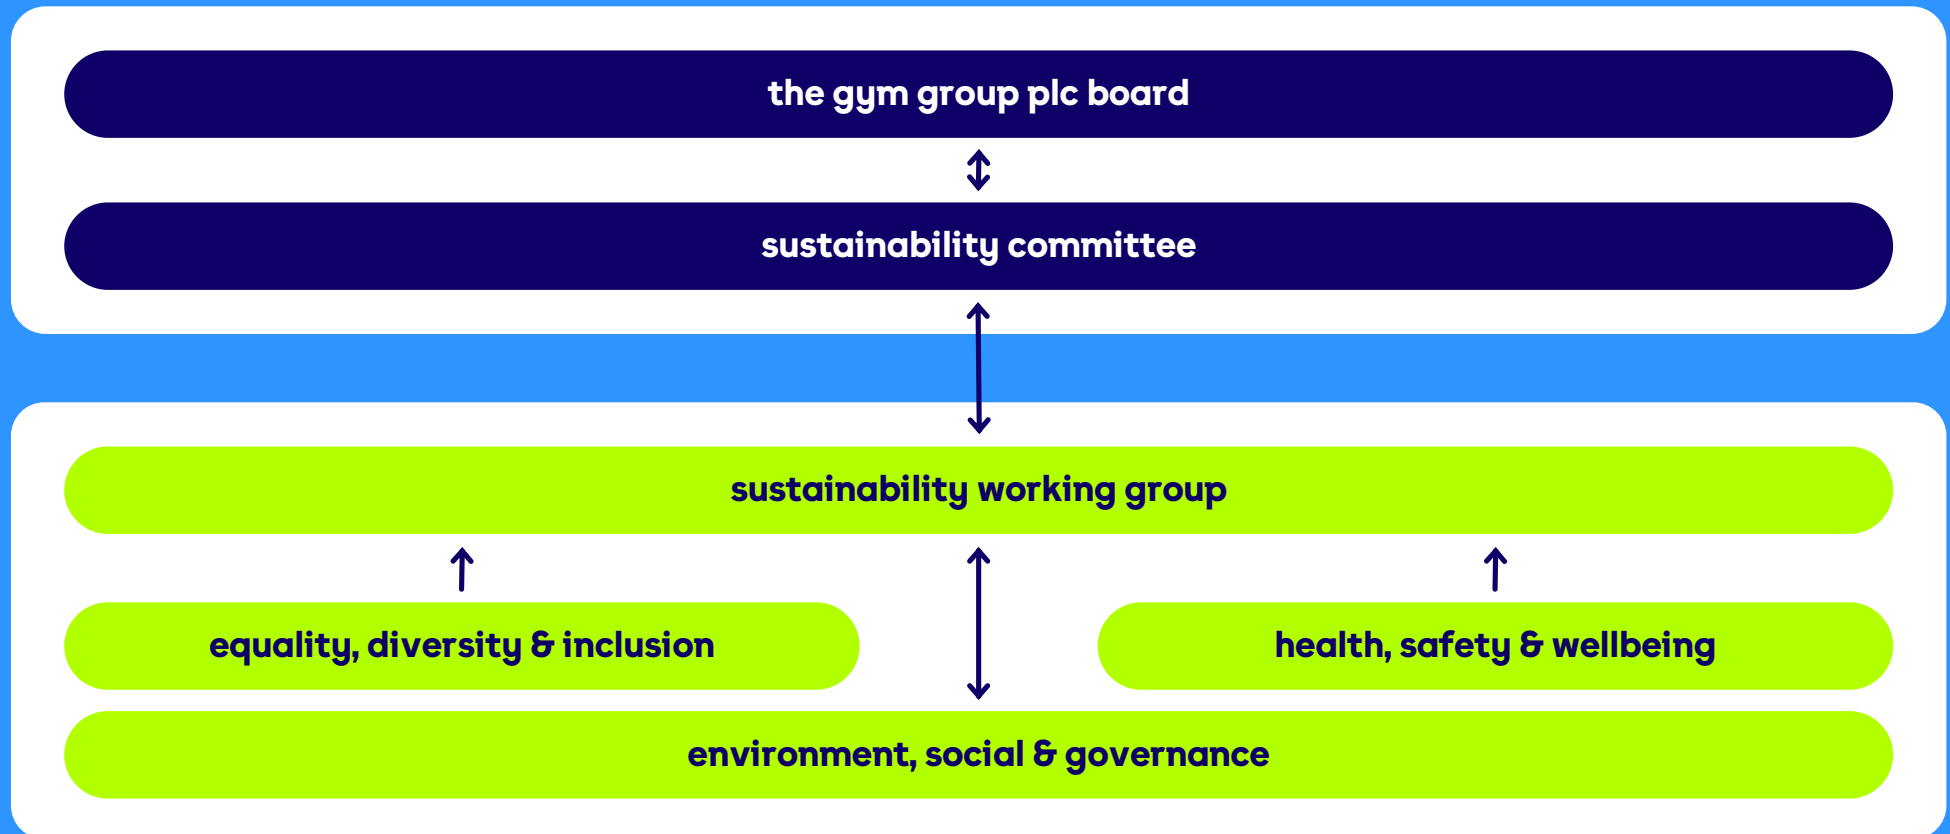 the gym group plc board
sustainability committee
sustainability working group
equality, diversity & inclusion
health, safety & wellbeing
environment, social & governance